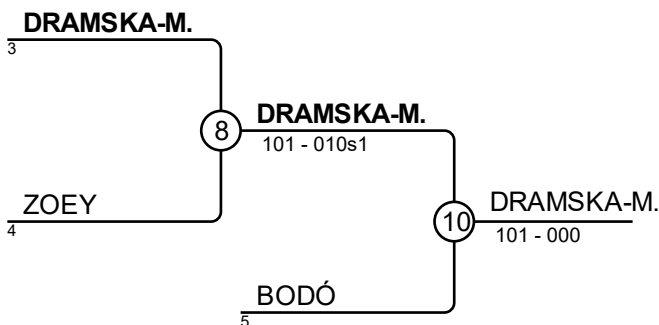 DRAMSKA-M.
3
8
DRAMSKA-M.
101 - 010s1
ZOEY
4
10
DRAMSKA-M.
101 - 000
BODÓ
5